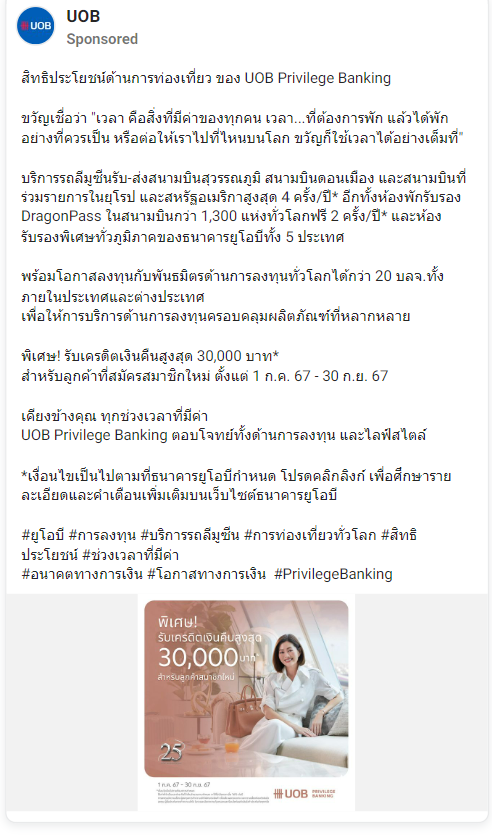 UOB
UOB
Sponsored
สิทธิประโยชน์ด้านการท่องเที่ยว ของ UOB Privilege Banking
ขวัญเชื่อว่า "เวลา คือสิ่งที่มีค่าของทุกคน เวลา...ที่ต้องการพัก แล้วได้พัก
อย่างที่ควรเป็น หรือต่อให้เราไปที่ไหนบนโลก ขวัญก็ใช้เวลาได้อย่างเต็มที่"
บริการรถลีมูซีนรับ-ส่งสนามบินสุวรรณภูมิ สนามบินดอนเมือง และสนามบินที่
ร่วมรายการในยุโรป และสหรัฐอเมริกาสูงสุด 4 ครั้ง/ปี* อีกทั้งห้องพักรับรอง
DragonPass ในสนามบินกว่า 1,300 แห่งทั่วโลกฟรี 2 ครั้ง/ปี* และห้อง
รับรองพิเศษทั่วภูมิภาคของธนาคารยูโอบีทั้ง 5 ประเทศ
พร้อมโอกาสลงทุนกับพันธมิตรด้านการลงทุนทั่วโลกได้กว่า 20 บลจ.ทั้ง
ภายในประเทศและต่างประเทศ
เพื่อให้การบริการด้านการลงทุนครอบคลุมผลิตภัณฑ์ที่หลากหลาย
พิเศษ! รับเครดิตเงินคืนสูงสุด 30,000 บาท*
สำหรับลูกค้าที่สมัครสมาชิกใหม่ ตั้งแต่ 1 ก.ค. 67 - 30 ก.ย. 67
เคียงข้างคุณ ทุกช่วงเวลาที่มีค่า
UOB Privilege Banking ตอบโจทย์ทั้งด้านการลงทุน และไลฟ์สไตล์
*เงื่อนไขเป็นไปตามที่ธนาคารยูโอบีกำหนด โปรดคลิกลิงก์ เพื่อศึกษาราย
ละเอียดและคำเตือนเพิ่มเติมบนเว็บไซต์ธนาคารยูโอบี
#ยูโอบี #การลงทุน #บริการรถลีมูซีน #การท่องเที่ยวทั่วโลก #สิทธิ
ประโยชน์ #ช่วงเวลาที่มีค่า
#อนาคตทางการเงิน #โอกาสทางการเงิน #PrivilegeBanking
พิเศษ!
รับเครดิตเงินคืนสูงสุด
30,000 บาท*
สำหรับลูกค้าสมาชิกใหม่
25
1 ก.ค. 67 - 30 ก.ย. 67
UOB PRIVILEGE
BANKING